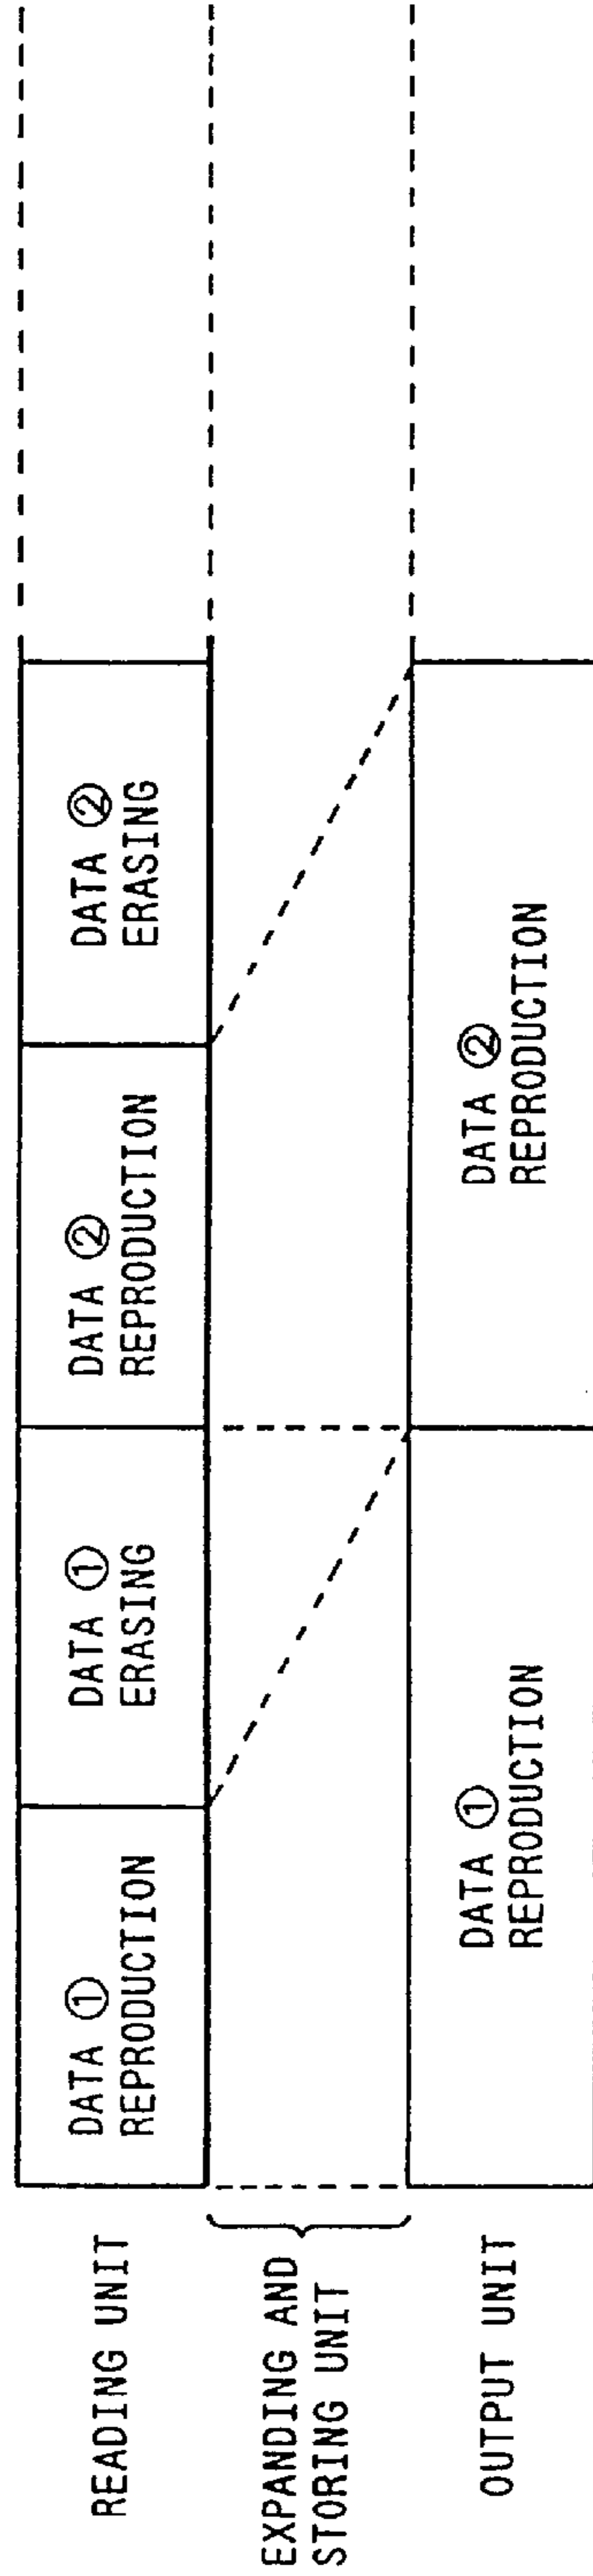 READING UNIT
DATA ①
REPRODUCTION
DATA ①
ERASING
DATA ②
REPRODUCTION
DATA ②
ERASING
EXPANDING AND
STORING UNIT
OUTPUT UNIT
DATA ①
REPRODUCTION
DATA ②
REPRODUCTION